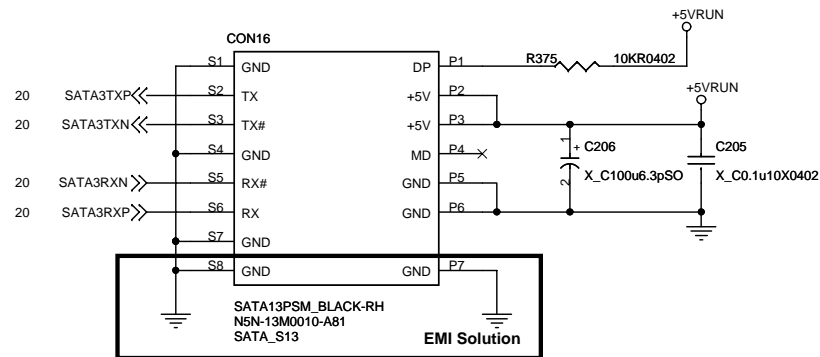 +5VRUN
CON16
S1 GND DP P1 R375 10KR0402
20 SATA3TXP S2 TX +5V P2 +5VRUN
20 SATA3TXN S3 TX# +5V P3
S4 GND MD P4 1 + C206 C205
20 SATA3RXN S5 RX# GND P5 2 X_C100u6.3pSO X_C0.1u10X0402
20 SATA3RXP S6 RX GND P6
S7 GND
S8 GND GND P7
SATA13PSM_BLACK-RH
N5N-13M0010-A81
SATA_S13 EMI Solution